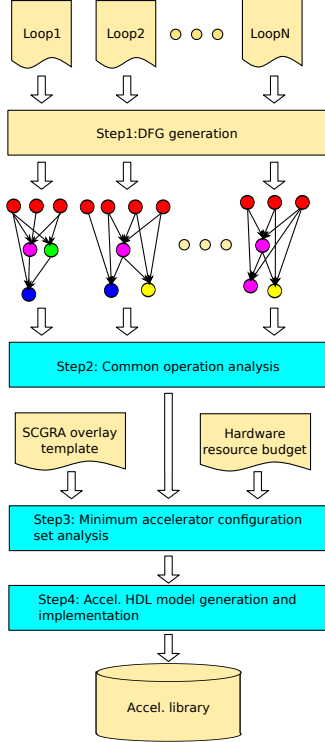 Loop1
Loop2
LoopN
Step1:DFG generation
Step2: Common operation analysis
SCGRA overlay
template
Hardware
resource budget
Step3: Minimum accelerator configuration
set analysis
Step4: Accel. HDL model generation and
implementation
Accel. library